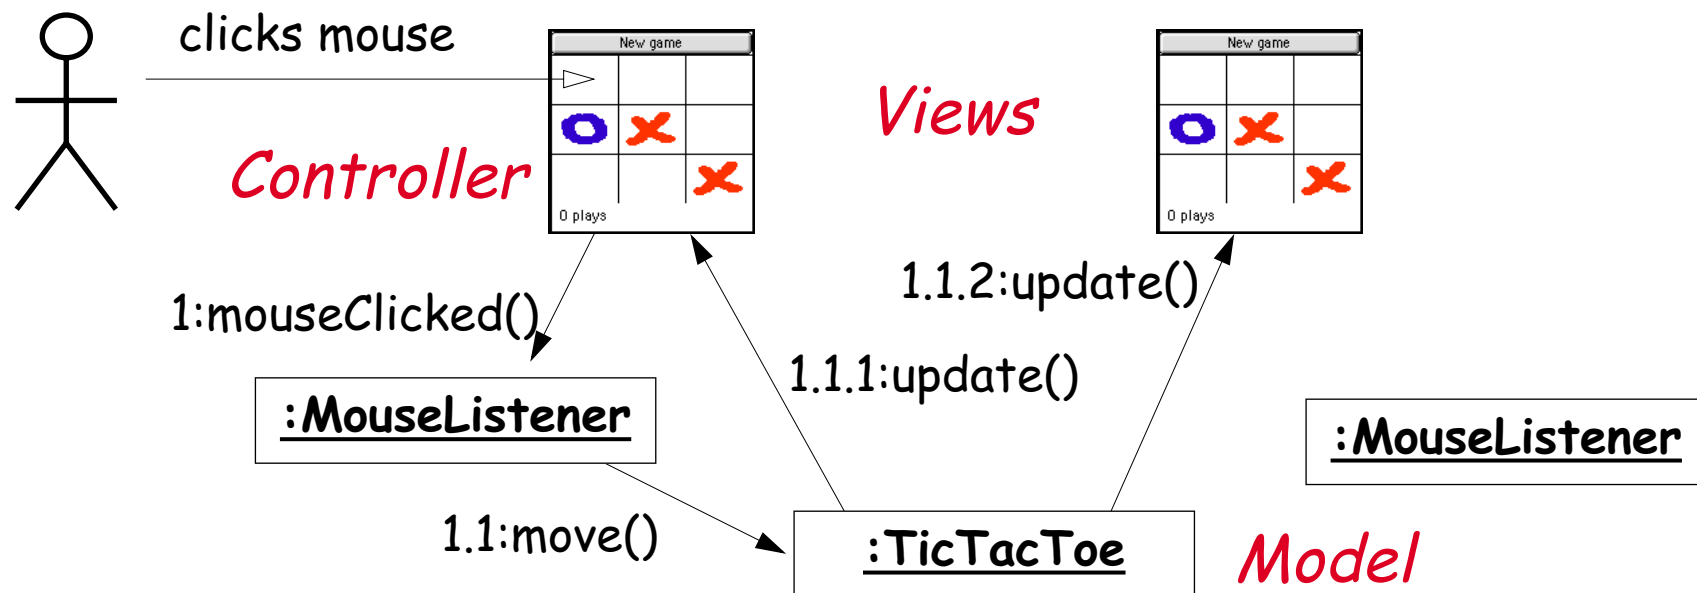 clicks mouse
New game
New game
Views
Controller
0 plays
0 plays
1.1.2:update()
1:mouseClicked()
1.1.1:update()
:MouseListener
:MouseListener
1.1:move()
:TicTacToe
Model